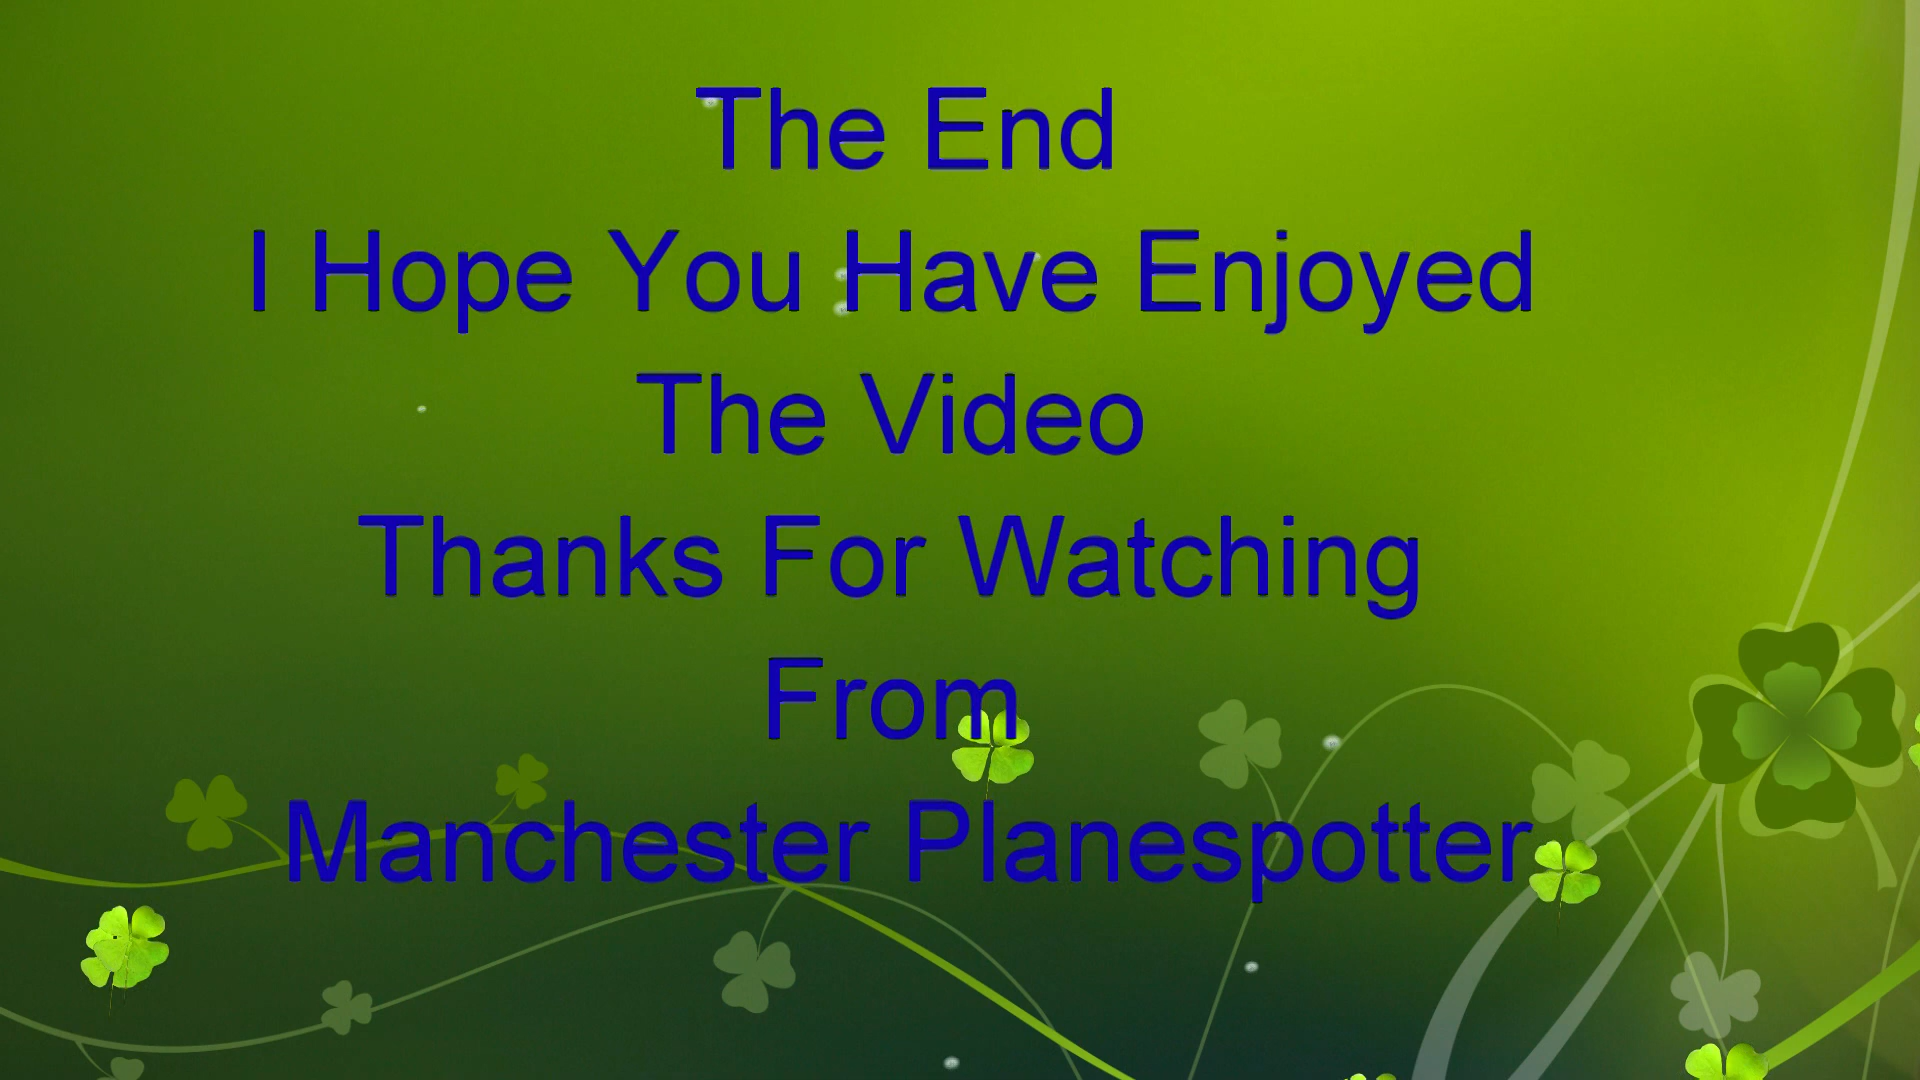 The End
I Hope You Have Enjoyed
The Video
Thanks For Watching
From
Manchester Planespotter